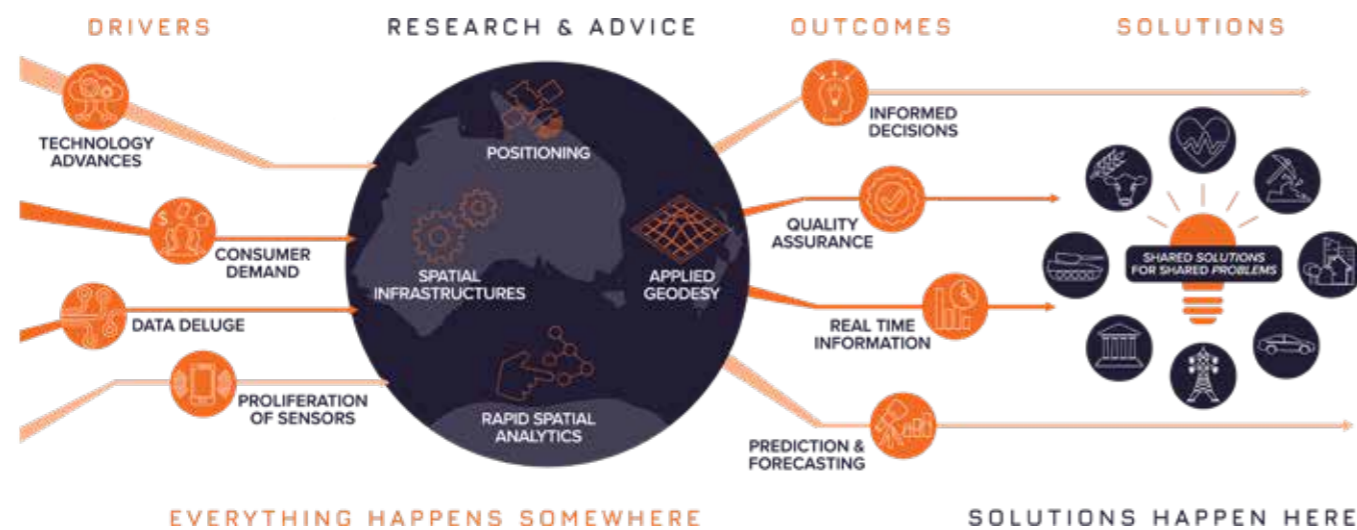 DRIVERS
RESEARCH & ADVICE
OUTCOMES
SOLUTIONS
TECHNOLOGY
ADVANCES
CONSUMER
DEMAND
DATA DELUGE
PROLIFERATION
OF SENSORS
POSITIONING
SPATIAL
INFRASTRUCTURES
APPLIED
GEODESY
RAPID SPATIAL
ANALYTICS
INFORMED
DECISIONS
QUALITY
ASSURANCE
REAL TIME
INFORMATION
PREDICTION &
FORECASTING
SHARED SOLUTIONS
FOR SHARED PROBLEMS
EVERYTHING HAPPENS SOMEWHERE
SOLUTIONS HAPPEN HERE